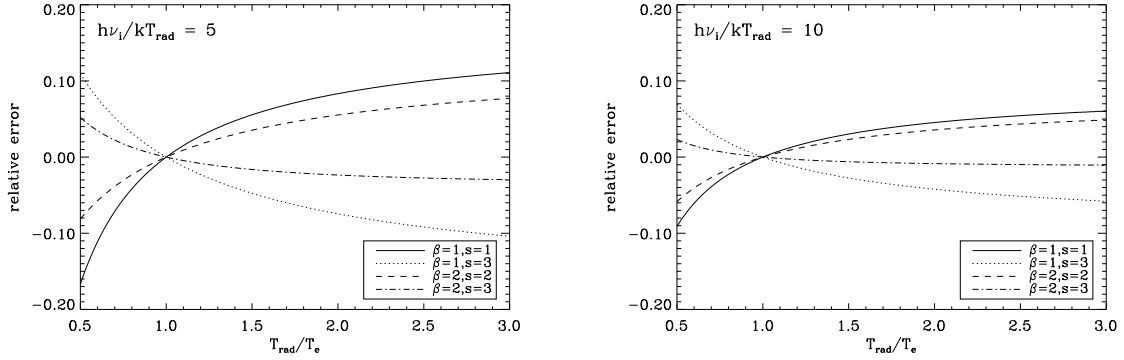 hν_i/kT_rad = 5
0.20
0.10
0.00
−0.10
−0.20
relative error
0.5
1.0
1.5
2.0
2.5
3.0
T_rad/T_e
β=1,s=1
β=1,s=3
β=2,s=2
β=2,s=3
hν_i/kT_rad = 10
0.20
0.10
0.00
−0.10
−0.20
relative error
0.5
1.0
1.5
2.0
2.5
3.0
T_rad/T_e
β=1,s=1
β=1,s=3
β=2,s=2
β=2,s=3